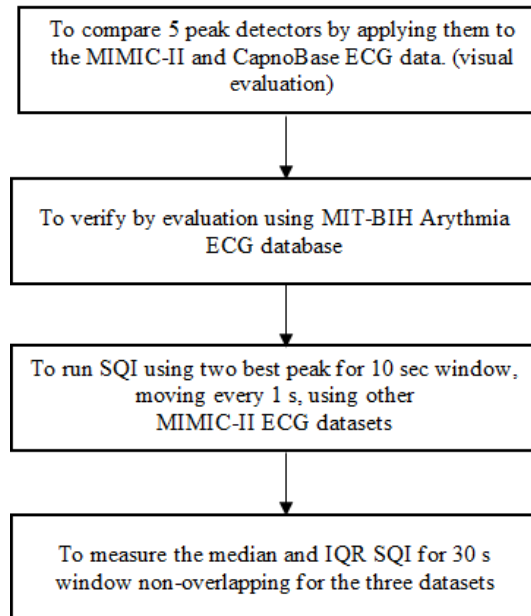 To compare 5 peak detectors by applying them to
the MIMIC-II and CapnoBase ECG data. (visual
evaluation)
To verify by evaluation using MIT-BIH Arythmia
ECG database
To run SQI using two best peak for 10 sec window,
moving every 1 s, using other
MIMIC-II ECG datasets
To measure the median and IQR SQI for 30 s
window non-overlapping for the three datasets